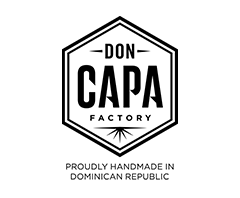 DON
CAPA
FACTORY
PROUDLY HANDMADE IN
DOMINICAN REPUBLIC